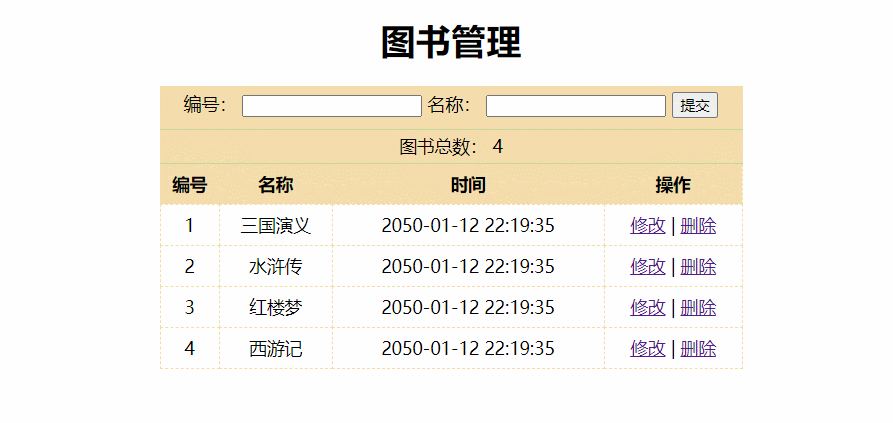 图书管理
编号： 名称： 提交
图书总数： 4
编号 名称 时间 操作
1 三国演义 2050-01-12 22:19:35 修改 | 删除
2 水浒传 2050-01-12 22:19:35 修改 | 删除
3 红楼梦 2050-01-12 22:19:35 修改 | 删除
4 西游记 2050-01-12 22:19:35 修改 | 删除